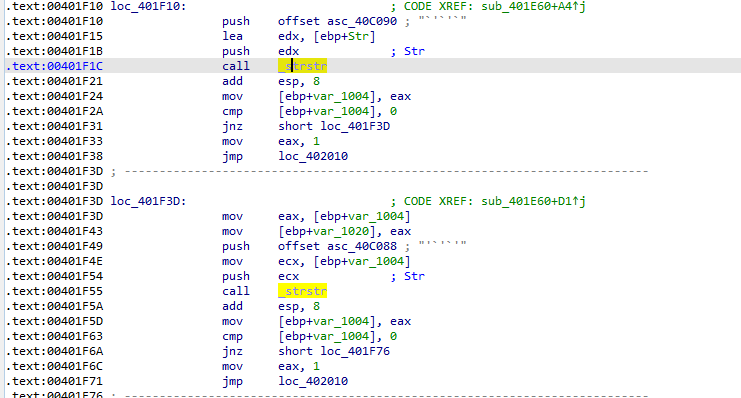 .text:00401F10 loc_401F10: ; CODE XREF: sub_401E60+A4↑j
.text:00401F10 push offset asc_40C090 ; "`'`'`"
.text:00401F15 lea edx, [ebp+Str]
.text:00401F1B push edx ; Str
.text:00401F1C call _strstr
.text:00401F21 add esp, 8
.text:00401F24 mov [ebp+var_1004], eax
.text:00401F2A cmp [ebp+var_1004], 0
.text:00401F31 jnz short loc_401F3D
.text:00401F33 mov eax, 1
.text:00401F38 jmp loc_402010
.text:00401F3D ; ---------------------------------------------------------------------------
.text:00401F3D
.text:00401F3D loc_401F3D: ; CODE XREF: sub_401E60+D1↑j
.text:00401F3D mov eax, [ebp+var_1004]
.text:00401F43 mov [ebp+var_1020], eax
.text:00401F49 push offset asc_40C088 ; "'`'`'"
.text:00401F4E mov ecx, [ebp+var_1004]
.text:00401F54 push ecx ; Str
.text:00401F55 call _strstr
.text:00401F5A add esp, 8
.text:00401F5D mov [ebp+var_1004], eax
.text:00401F63 cmp [ebp+var_1004], 0
.text:00401F6A jnz short loc_401F76
.text:00401F6C mov eax, 1
.text:00401F71 jmp loc_402010
.text:00401F76 ; ---------------------------------------------------------------------------